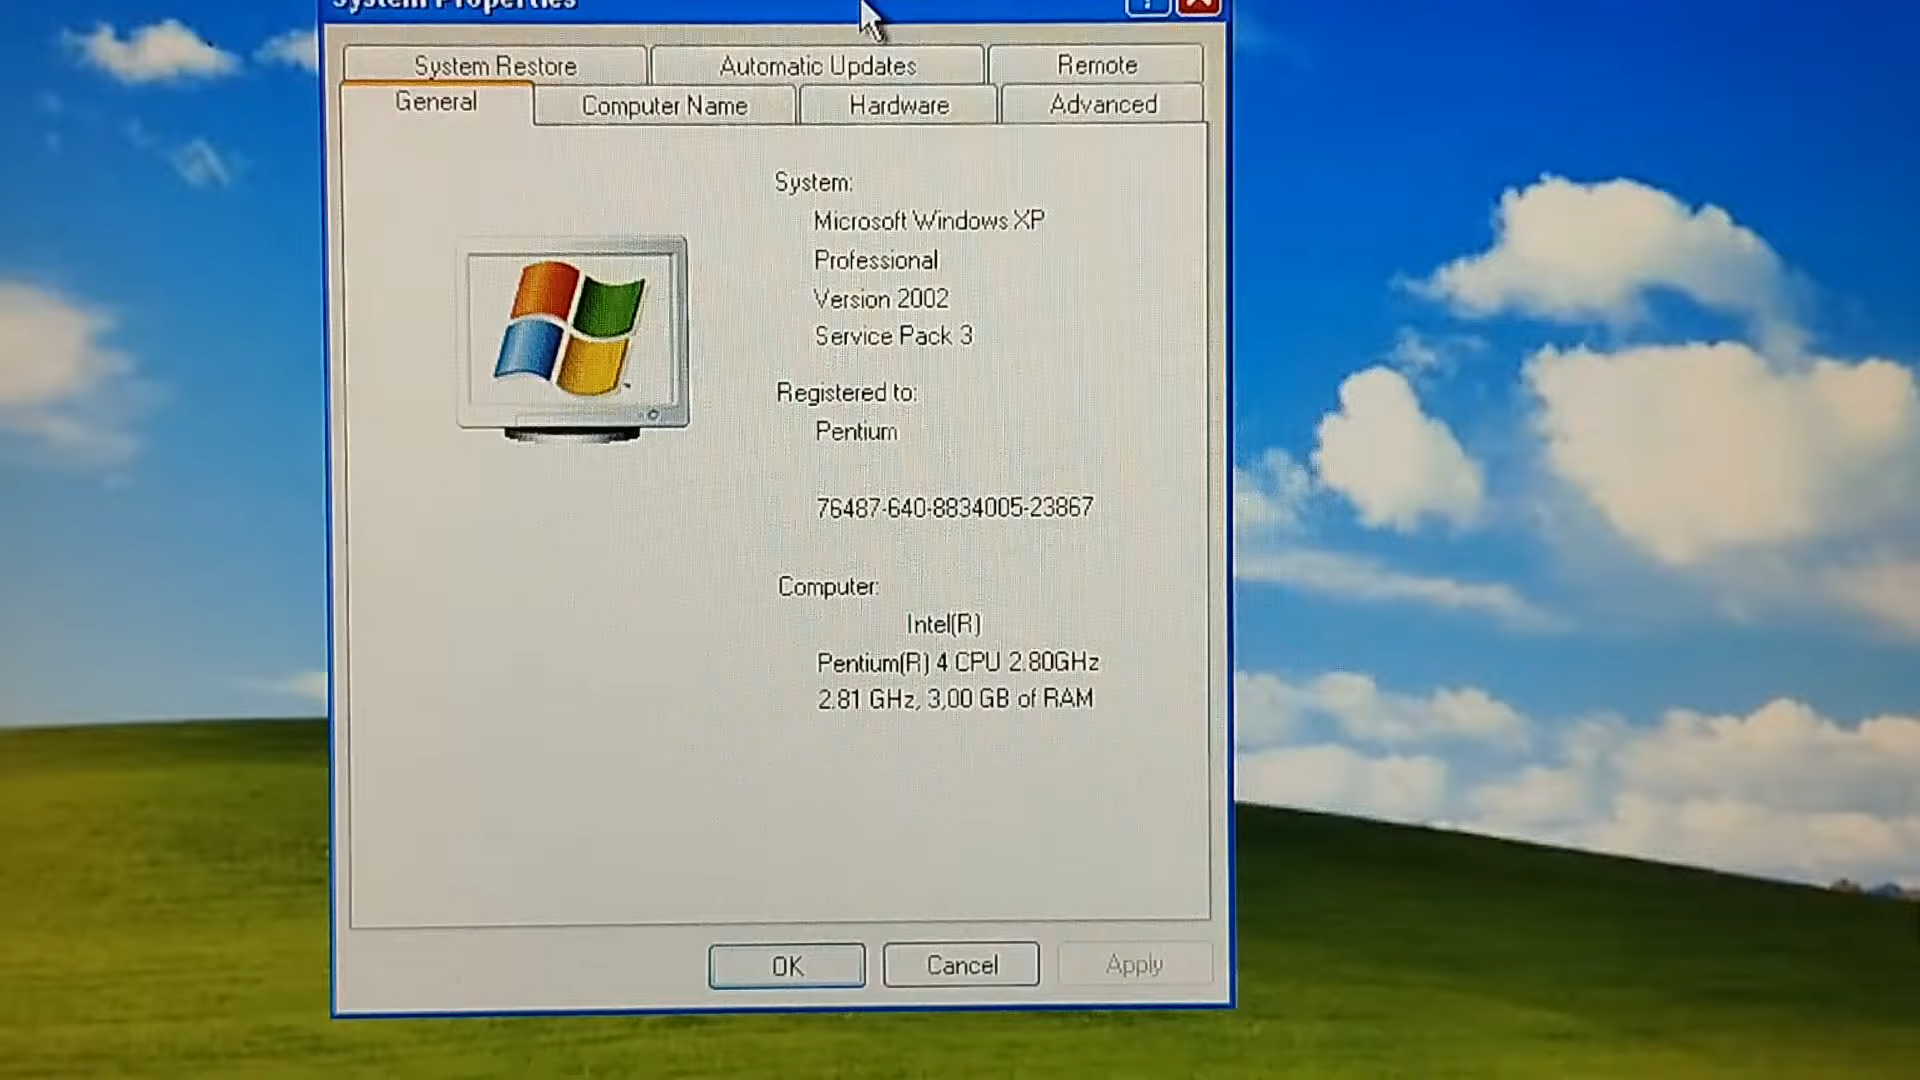 System Properties
System Restore
Automatic Updates
Remote
General
Computer Name
Hardware
Advanced
System:
Microsoft Windows XP
Professional
Version 2002
Service Pack 3
Registered to:
Pentium
76487-640-8834005-23867
Computer:
Intel(R)
Pentium(R) 4 CPU 2.80GHz
2.81 GHz, 3,00 GB of RAM
OK
Cancel
Apply